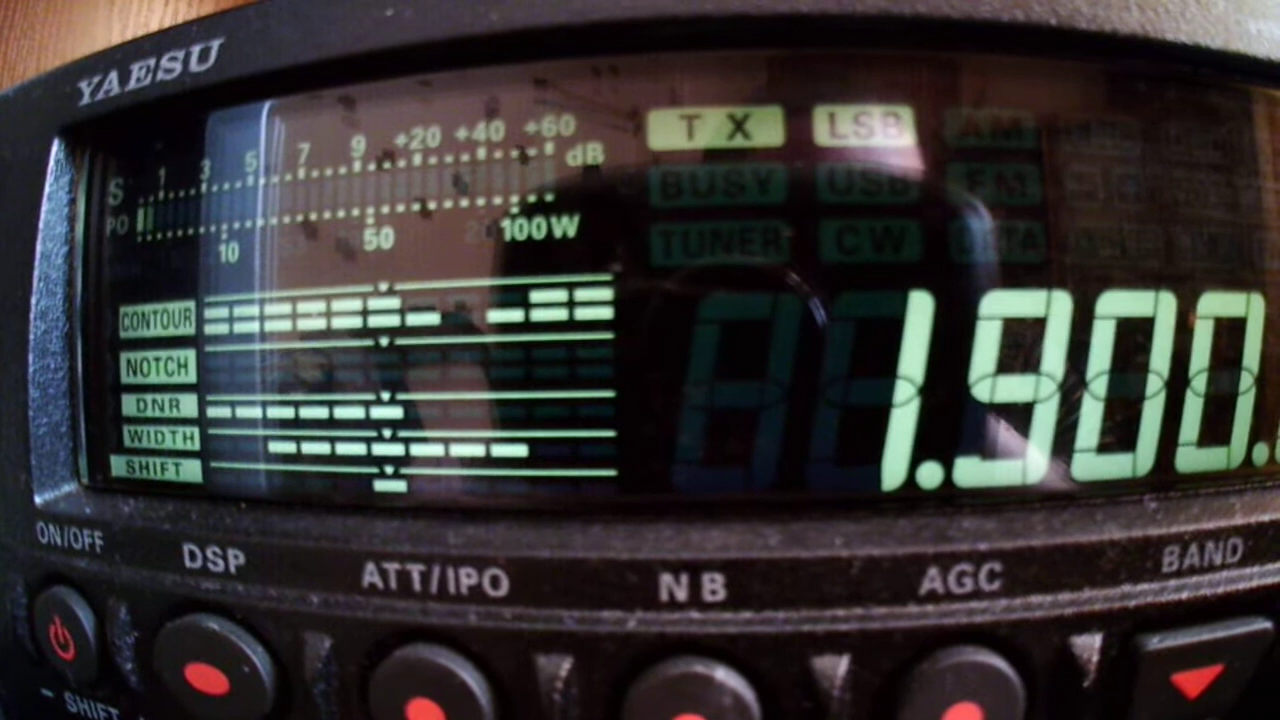 YAESU
S 1 3 5 7 9 +20 +40 +60 dB
PO
10 50 100W
TX LSB AM
BUSY USB FM
TUNER CW DATA
CONTOUR
NOTCH
DNR
WIDTH
SHIFT
1.900.
ON/OFF DSP ATT/IPO NB AGC BAND
SHIFT